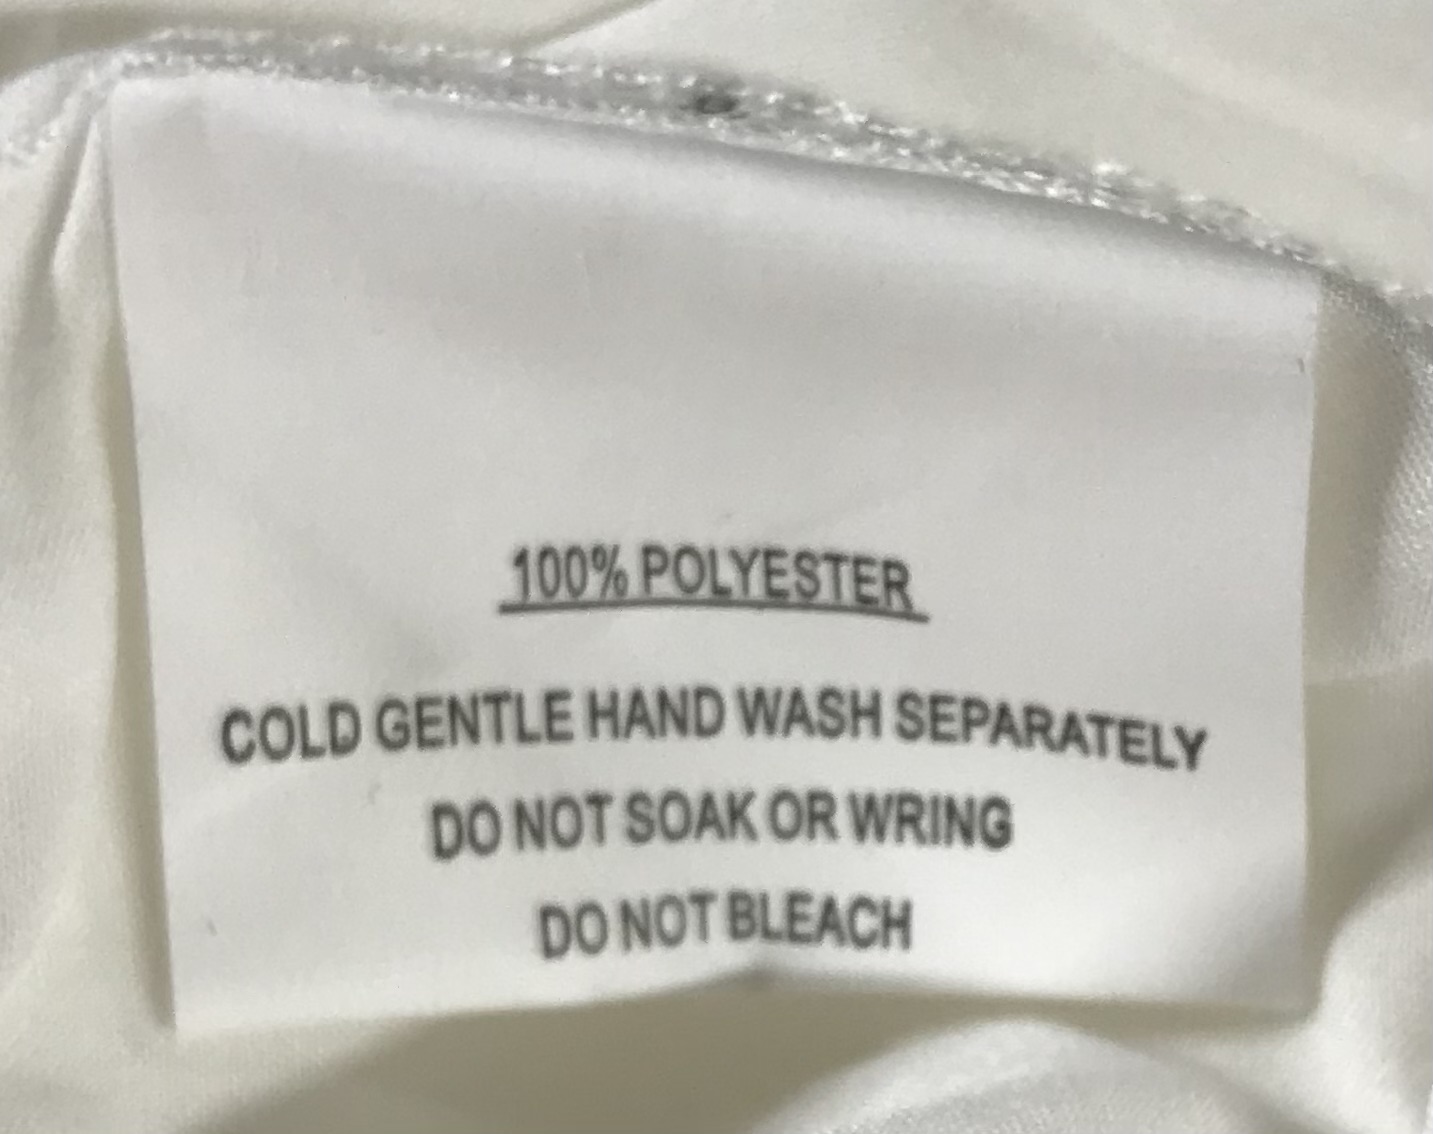 100% POLYESTER
COLD GENTLE HAND WASH SEPARATELY
DO NOT SOAK OR WRING
DO NOT BLEACH